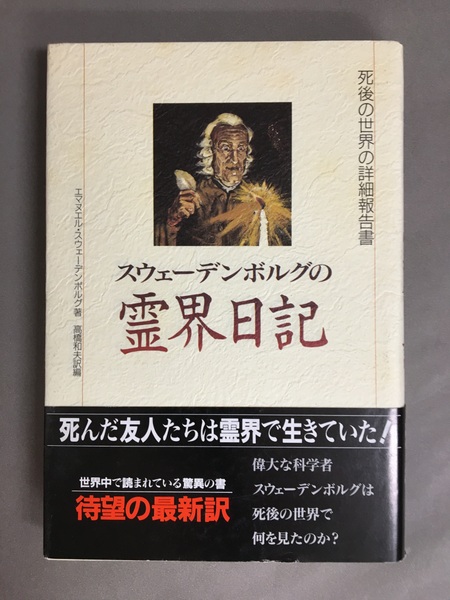 死後の世界の詳細報告書
スウェーデンボルグの
霊界日記
エマヌエル・スウェーデンボルグ著 高橋和夫訳編
死んだ友人たちは霊界で生きていた!
世界中で読まれている驚異の書
待望の最新訳
偉大な科学者
スウェーデンボルグは
死後の世界で
何を見たのか?